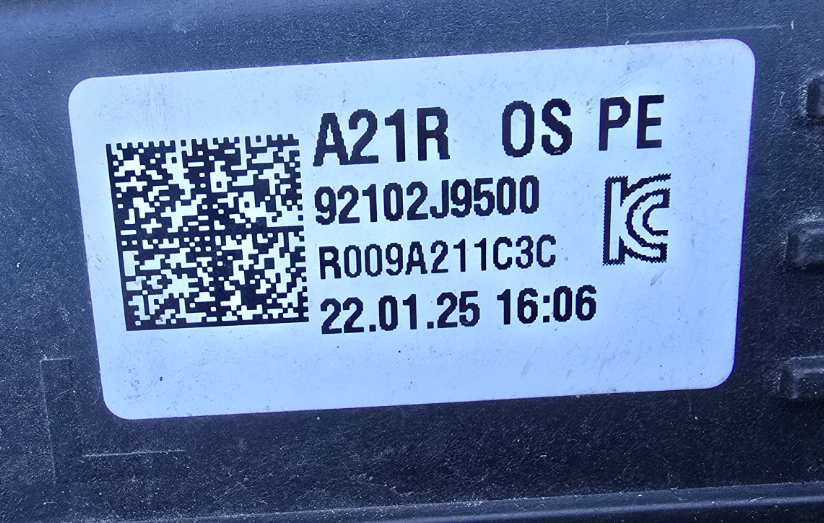 A21R OS PE
92102J9500
R009A211C3C
22.01.25 16:06